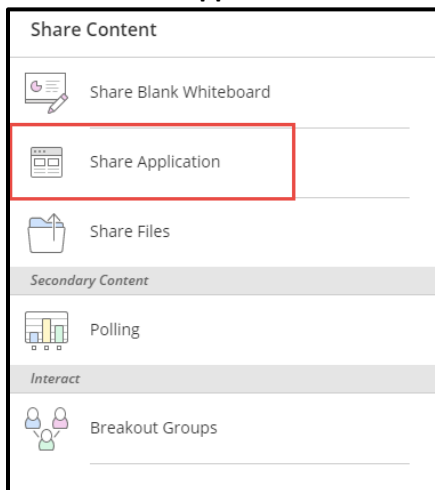 Share Content
Share Blank Whiteboard
Share Application
Share Files
Secondary Content
Polling
Interact
Breakout Groups